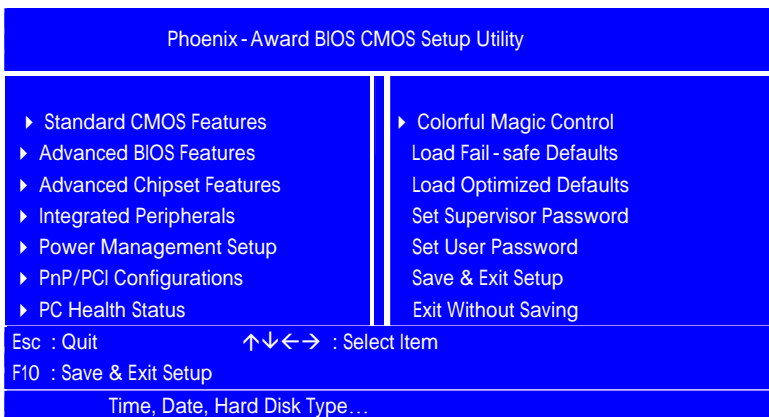 Phoenix - Award BIOS CMOS Setup Utility
▸ Standard CMOS Features
▸ Advanced BIOS Features
▸ Advanced Chipset Features
▸ Integrated Peripherals
▸ Power Management Setup
▸ PnP/PCI Configurations
▸ PC Health Status
▸ Colorful Magic Control
Load Fail - safe Defaults
Load Optimized Defaults
Set Supervisor Password
Set User Password
Save & Exit Setup
Exit Without Saving
Esc : Quit ↑↓←→ : Select Item
F10 : Save & Exit Setup
Time, Date, Hard Disk Type…